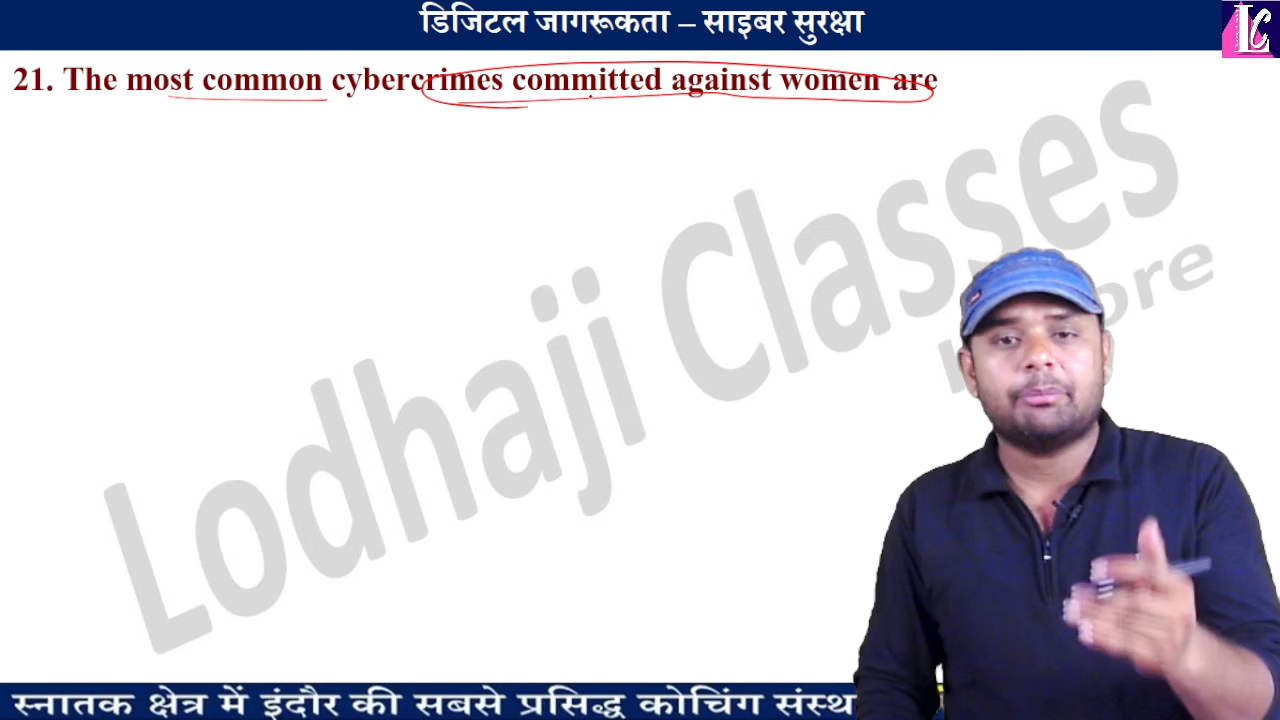 डिजिटल जागरूकता – साइबर सुरक्षा
LC
21. The most common cybercrimes committed against women are
Lodhaji Classes
स्नातक क्षेत्र में इंदौर की सबसे प्रसिद्ध कोचिंग